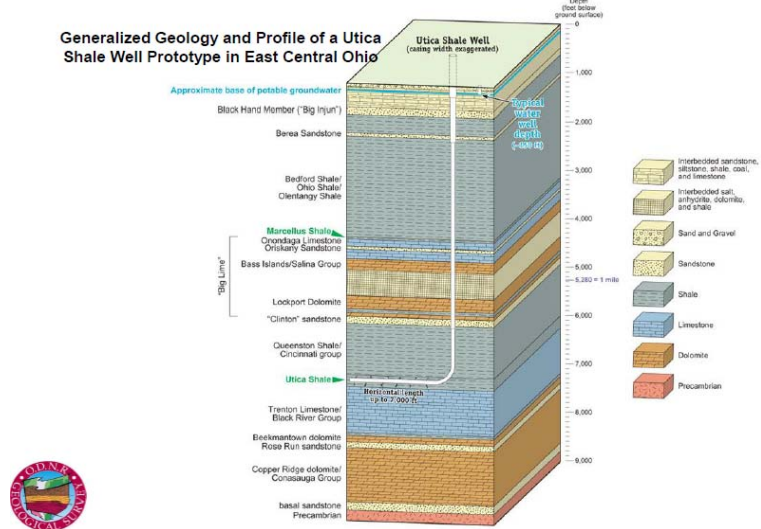 Generalized Geology and Profile of a Utica
Shale Well Prototype in East Central Ohio
Depth
(feet below
ground surface)
Utica Shale Well
(casing width exaggerated)
Approximate base of potable groundwater
Black Hand Member ("Big Injun")
Berea Sandstone
Bedford Shale/
Ohio Shale/
Olentangy Shale
Marcellus Shale
Onondaga Limestone
Oriskany Sandstone
Bass Islands/Salina Group
"Big Lime"
Lockport Dolomite
"Clinton" sandstone
Queenston Shale/
Cincinnati group
Utica Shale
Trenton Limestone/
Black River Group
Beekmantown dolomite
Rose Run sandstone
Copper Ridge dolomite/
Conasauga Group
basal sandstone
Precambrian
Typical
water
well
depth
Horizontal length
up to 7,000 ft
0
1,000
2,000
3,000
4,000
5,000
5,280 = 1 mile
6,000
7,000
8,000
9,000
Interbedded sandstone,
siltstone, shale, coal,
and limestone
Interbedded salt,
anhydrite, dolomite,
and shale
Sand and Gravel
Sandstone
Shale
Limestone
Dolomite
Precambrian
O.D.N.R.
GEOLOGICAL SURVEY